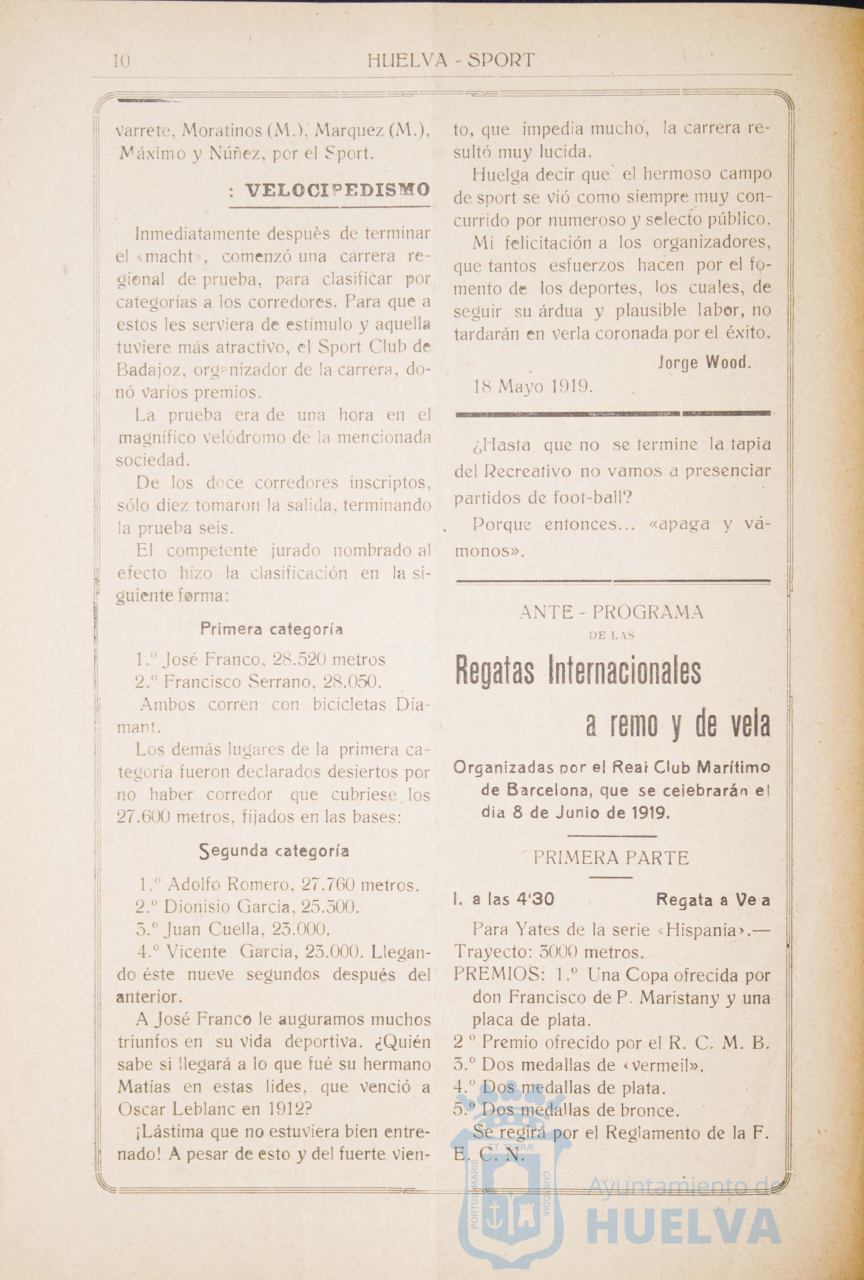 10
HUELVA - SPORT
varrete, Moratinos (M.), Marquez (M.),
Máximo y Núñez, por el Sport.
: VELOCIPEDISMO
Inmediatamente despuès de terminar
el «macht», comenzó una carrera re-
gional de prueba, para clasificar por
categorías a los corredores. Para que a
estos les serviera de estímulo y aquella
tuviere más atractivo, el Sport Club de
Badajoz, organizador de la carrera, do-
nó varios premios.
La prueba era de una hora en el
magnífico velódromo de la mencionada
sociedad.
De los doce corredores inscriptos,
sólo diez tomaron la salida, terminando
la prueba seis.
El competente jurado nombrado al
efecto hizo la clasificación en la si-
guiente forma:
Primera categoría
1.º José Franco, 28.520 metros
2.º Francisco Serrano, 28.050.
Ambos corren con bicicletas Dia-
mant.
Los demás lugares de la primera ca-
tegoría fueron declarados desiertos por
no haber corredor que cubriese los
27.600 metros, fijados en las bases:
Segunda categoría
1.º Adolfo Romero, 27.760 metros.
2.º Dionisio Garcia, 25.300.
3.º Juan Cuella, 23.000.
4.º Vicente Garcia, 23.000. Llegan-
do éste nueve segundos después del
anterior.
A José Franco le auguramos muchos
triunfos en su vida deportiva. ¿Quién
sabe si llegará a lo que fué su hermano
Matías en estas lides, que venció a
Oscar Leblanc en 1912?
¡Lástima que no estuviera bien entre-
nado! A pesar de esto y del fuerte vien-
to, que impedia mucho, la carrera re-
sultó muy lucida.
Huelga decir que el hermoso campo
de sport se vió como siempre muy con-
currido por numeroso y selecto público.
Mi felicitación a los organizadores,
que tantos esfuerzos hacen por el fo-
mento de los deportes, los cuales, de
seguir su árdua y plausible labor, no
tardarán en verla coronada por el éxito.
Jorge Wood.
18 Mayo 1919.
¿Hasta que no se termine la tapia
del Recreativo no vamos a presenciar
partidos de foot-ball?
Porque entonces... «apaga y vá-
monos».
ANTE - PROGRAMA
DE LAS
Regatas Internacionales
a remo y de vela
Organizadas por el Real Club Marítimo
de Barcelona, que se celebrarán el
dia 8 de Junio de 1919.
PRIMERA PARTE
I. a las 4'30 Regata a Ve a
Para Yates de la serie «Hispania».—
Trayecto: 3000 metros.
PREMIOS: 1.º Una Copa ofrecida por
don Francisco de P. Maristany y una
placa de plata.
2 º Premio ofrecido por el R. C. M. B.
3.º Dos medallas de «vermeil».
4.º Dos medallas de plata.
5.º Dos medallas de bronce.
Se regirá por el Reglamento de la F.
E. C. N.
PORTUS MARIS ET TERRÆ CUSTODIA
Ayuntamiento de
HUELVA